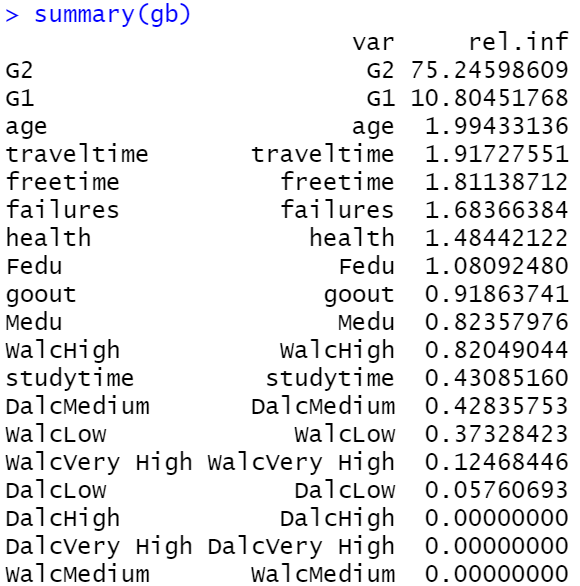 > summary(gb)
var rel.inf
G2 G2 75.24598609
G1 G1 10.80451768
age age 1.99433136
traveltime traveltime 1.91727551
freetime freetime 1.81138712
failures failures 1.68366384
health health 1.48442122
Fedu Fedu 1.08092480
goout goout 0.91863741
Medu Medu 0.82357976
WalcHigh WalcHigh 0.82049044
studytime studytime 0.43085160
DalcMedium DalcMedium 0.42835753
WalcLow WalcLow 0.37328423
WalcVery High WalcVery High 0.12468446
DalcLow DalcLow 0.05760693
DalcHigh DalcHigh 0.00000000
DalcVery High DalcVery High 0.00000000
WalcMedium WalcMedium 0.00000000